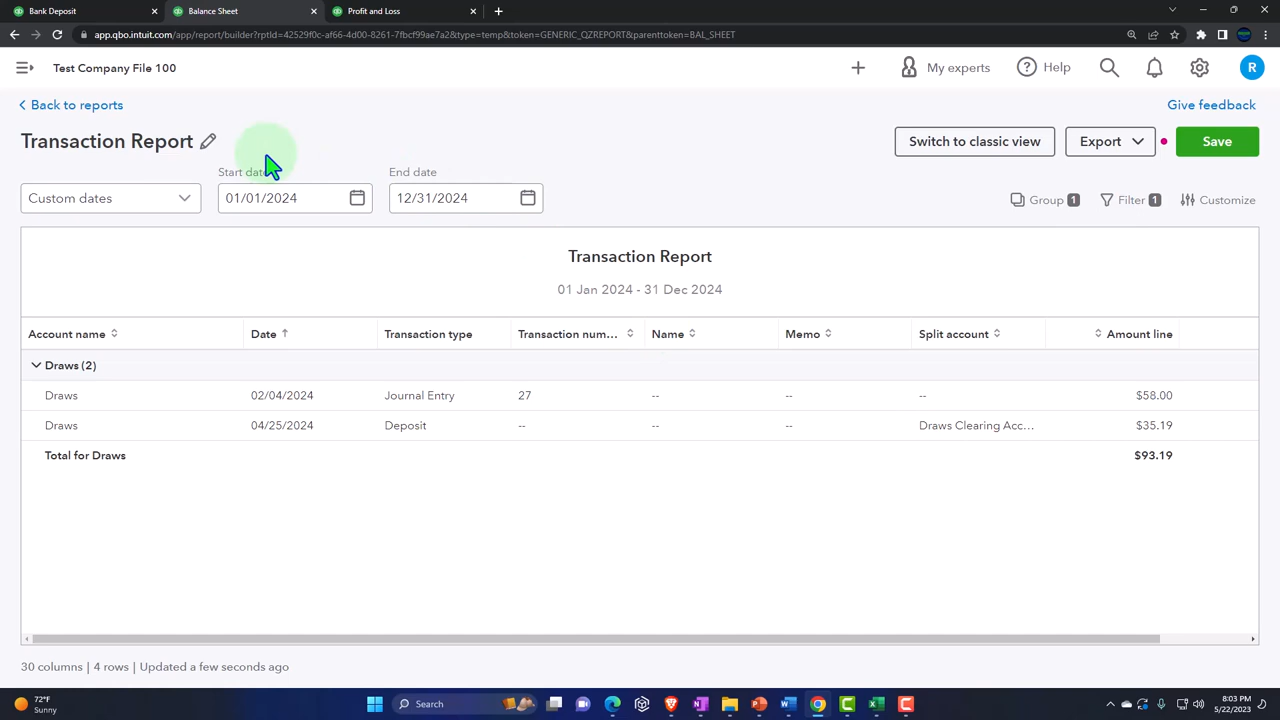 Bank Deposit
Balance Sheet
Profit and Loss
app.qbo.intuit.com/app/report/builder?rptId=42529f0c-af66-4d00-8261-7fbcf99ae7a2&type=temp&token=GENERIC_QZREPORT&parenttoken=BAL_SHEET
Test Company File 100
My experts
Help
R
Back to reports
Give feedback
Transaction Report
Switch to classic view
Export
Save
Start date
End date
Custom dates
01/01/2024
12/31/2024
Group 1
Filter 1
Customize
Transaction Report
01 Jan 2024 - 31 Dec 2024
Account name Date Transaction type Transaction num... Name Memo Split account Amount line
Draws (2)
Draws 02/04/2024 Journal Entry 27 -- -- -- $58.00
Draws 04/25/2024 Deposit -- -- -- Draws Clearing Acc... $35.19
Total for Draws $93.19
30 columns | 4 rows | Updated a few seconds ago
72°F
Sunny
Search
8:03 PM
5/22/2023